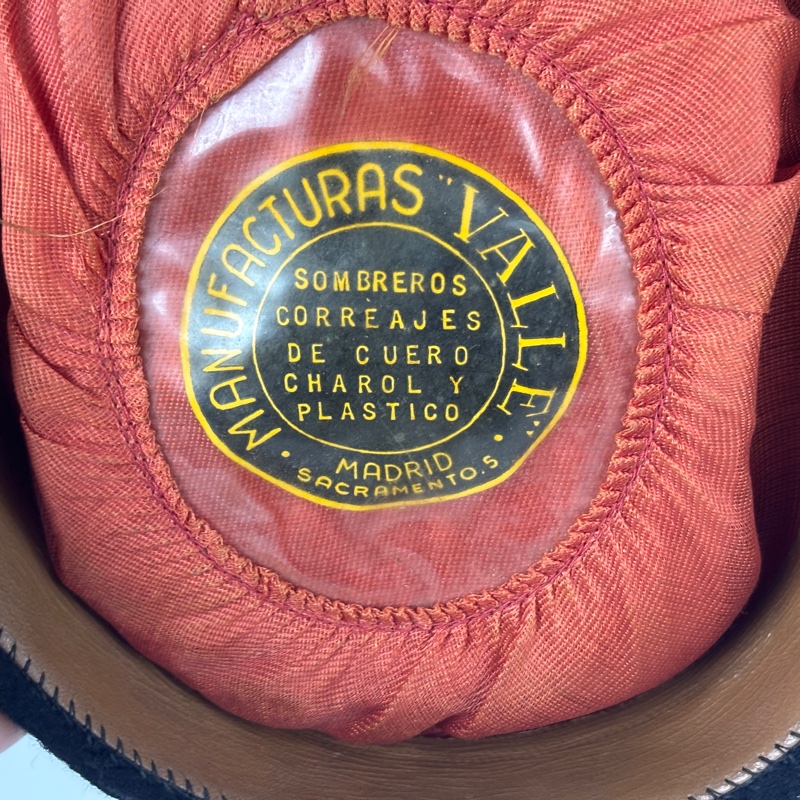 MANUFACTURAS "VALLE"
SOMBREROS
CORREAJES
DE CUERO
CHAROL Y
PLASTICO
MADRID
SACRAMENTO. 5